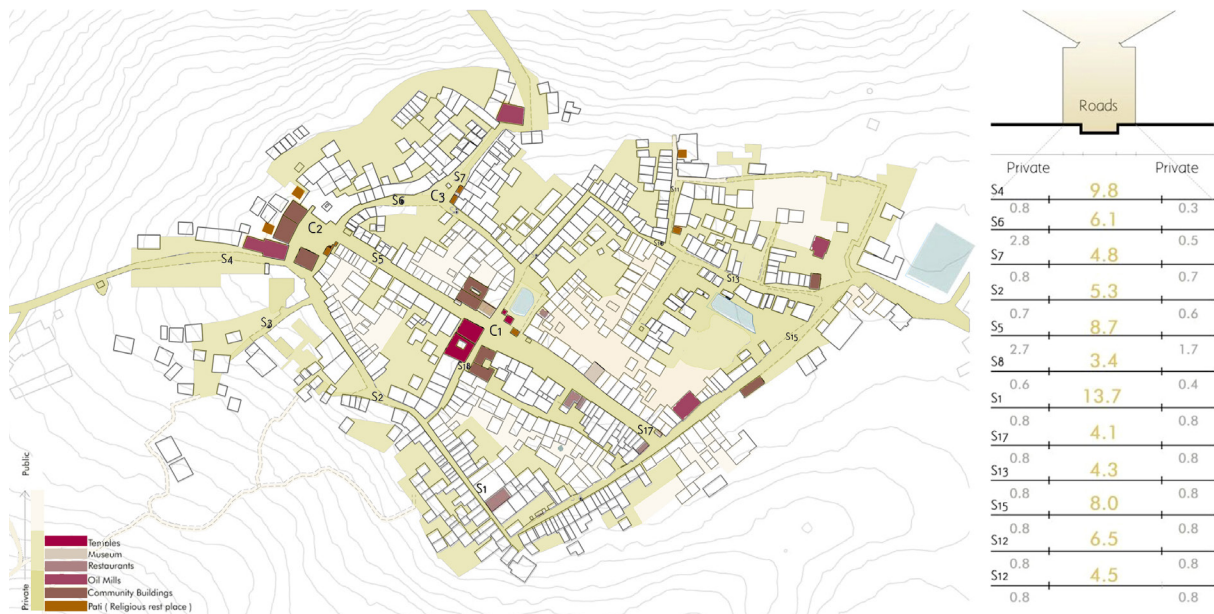 S7
S6
C3
C2
S4
S5
S3
S11
S13
S15
C1
S18
S2
S17
S1
Public
Private
Temples
Museum
Restaurants
Oil Mills
Community Buildings
Pati ( Religious rest place )
Roads
Private Private
S4 9.8
0.8 0.3
S6 6.1
2.8 0.5
S7 4.8
0.8 0.7
S2 5.3
0.7 0.6
S5 8.7
2.7 1.7
S8 3.4
0.6 0.4
S1 13.7
0.8 0.8
S17 4.1
0.8 0.8
S13 4.3
0.8 0.8
S15 8.0
0.8 0.8
S12 6.5
0.8 0.8
S12 4.5
0.8 0.8